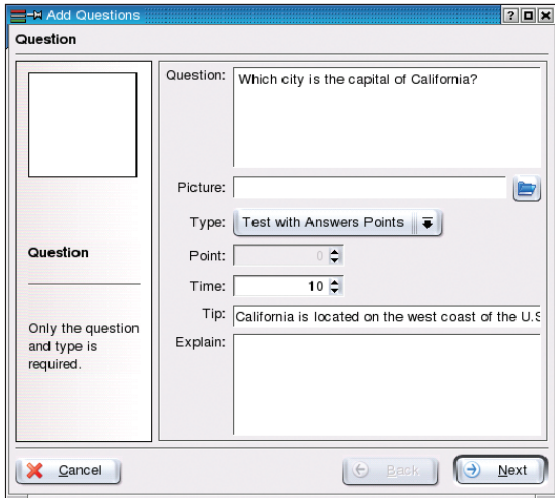 Add Questions
Question
Question: Which city is the capital of California?
Picture:
Type: Test with Answers Points
Question
Point: 0
Time: 10
Only the question
and type is
required.
Tip: California is located on the west coast of the U.S
Explain:
Cancel
Back
Next